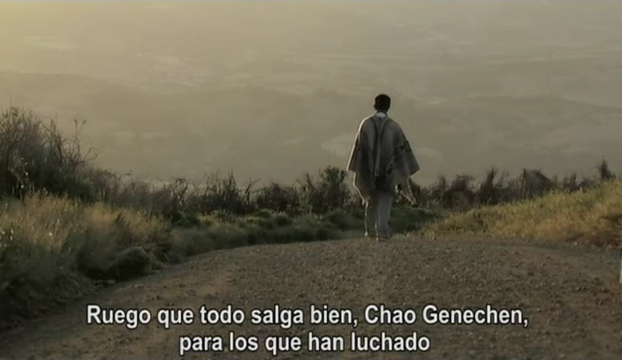 Ruego que todo salga bien, Chao Genechen,
para los que han luchado